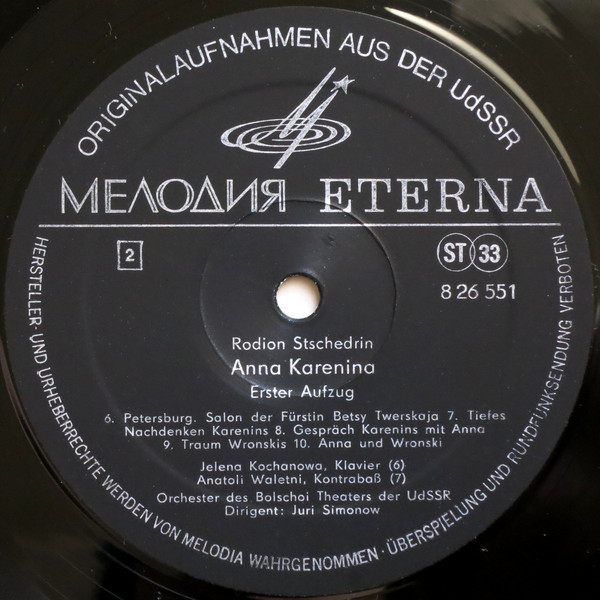 ORIGINALAUFNAHMEN AUS DER UdSSR
МЕЛОДИЯ ETERNA
2
ST 33
8 26 551
Rodion Stschedrin
Anna Karenina
Erster Aufzug
6. Petersburg. Salon der Fürstin Betsy Twerskaja 7. Tiefes
Nachdenken Karenins 8. Gespräch Karenins mit Anna
9. Traum Wronskis 10. Anna und Wronski
Jelena Kochanowa, Klavier (6)
Anatoli Waletni, Kontrabaß (7)
Orchester des Bolschoi Theaters der UdSSR
Dirigent: Juri Simonow
HERSTELLER- UND URHEBERRECHTE WERDEN VON MELODIA WAHRGENOMMEN · ÜBERSPIELUNG UND RUNDFUNKSENDUNG VERBOTEN